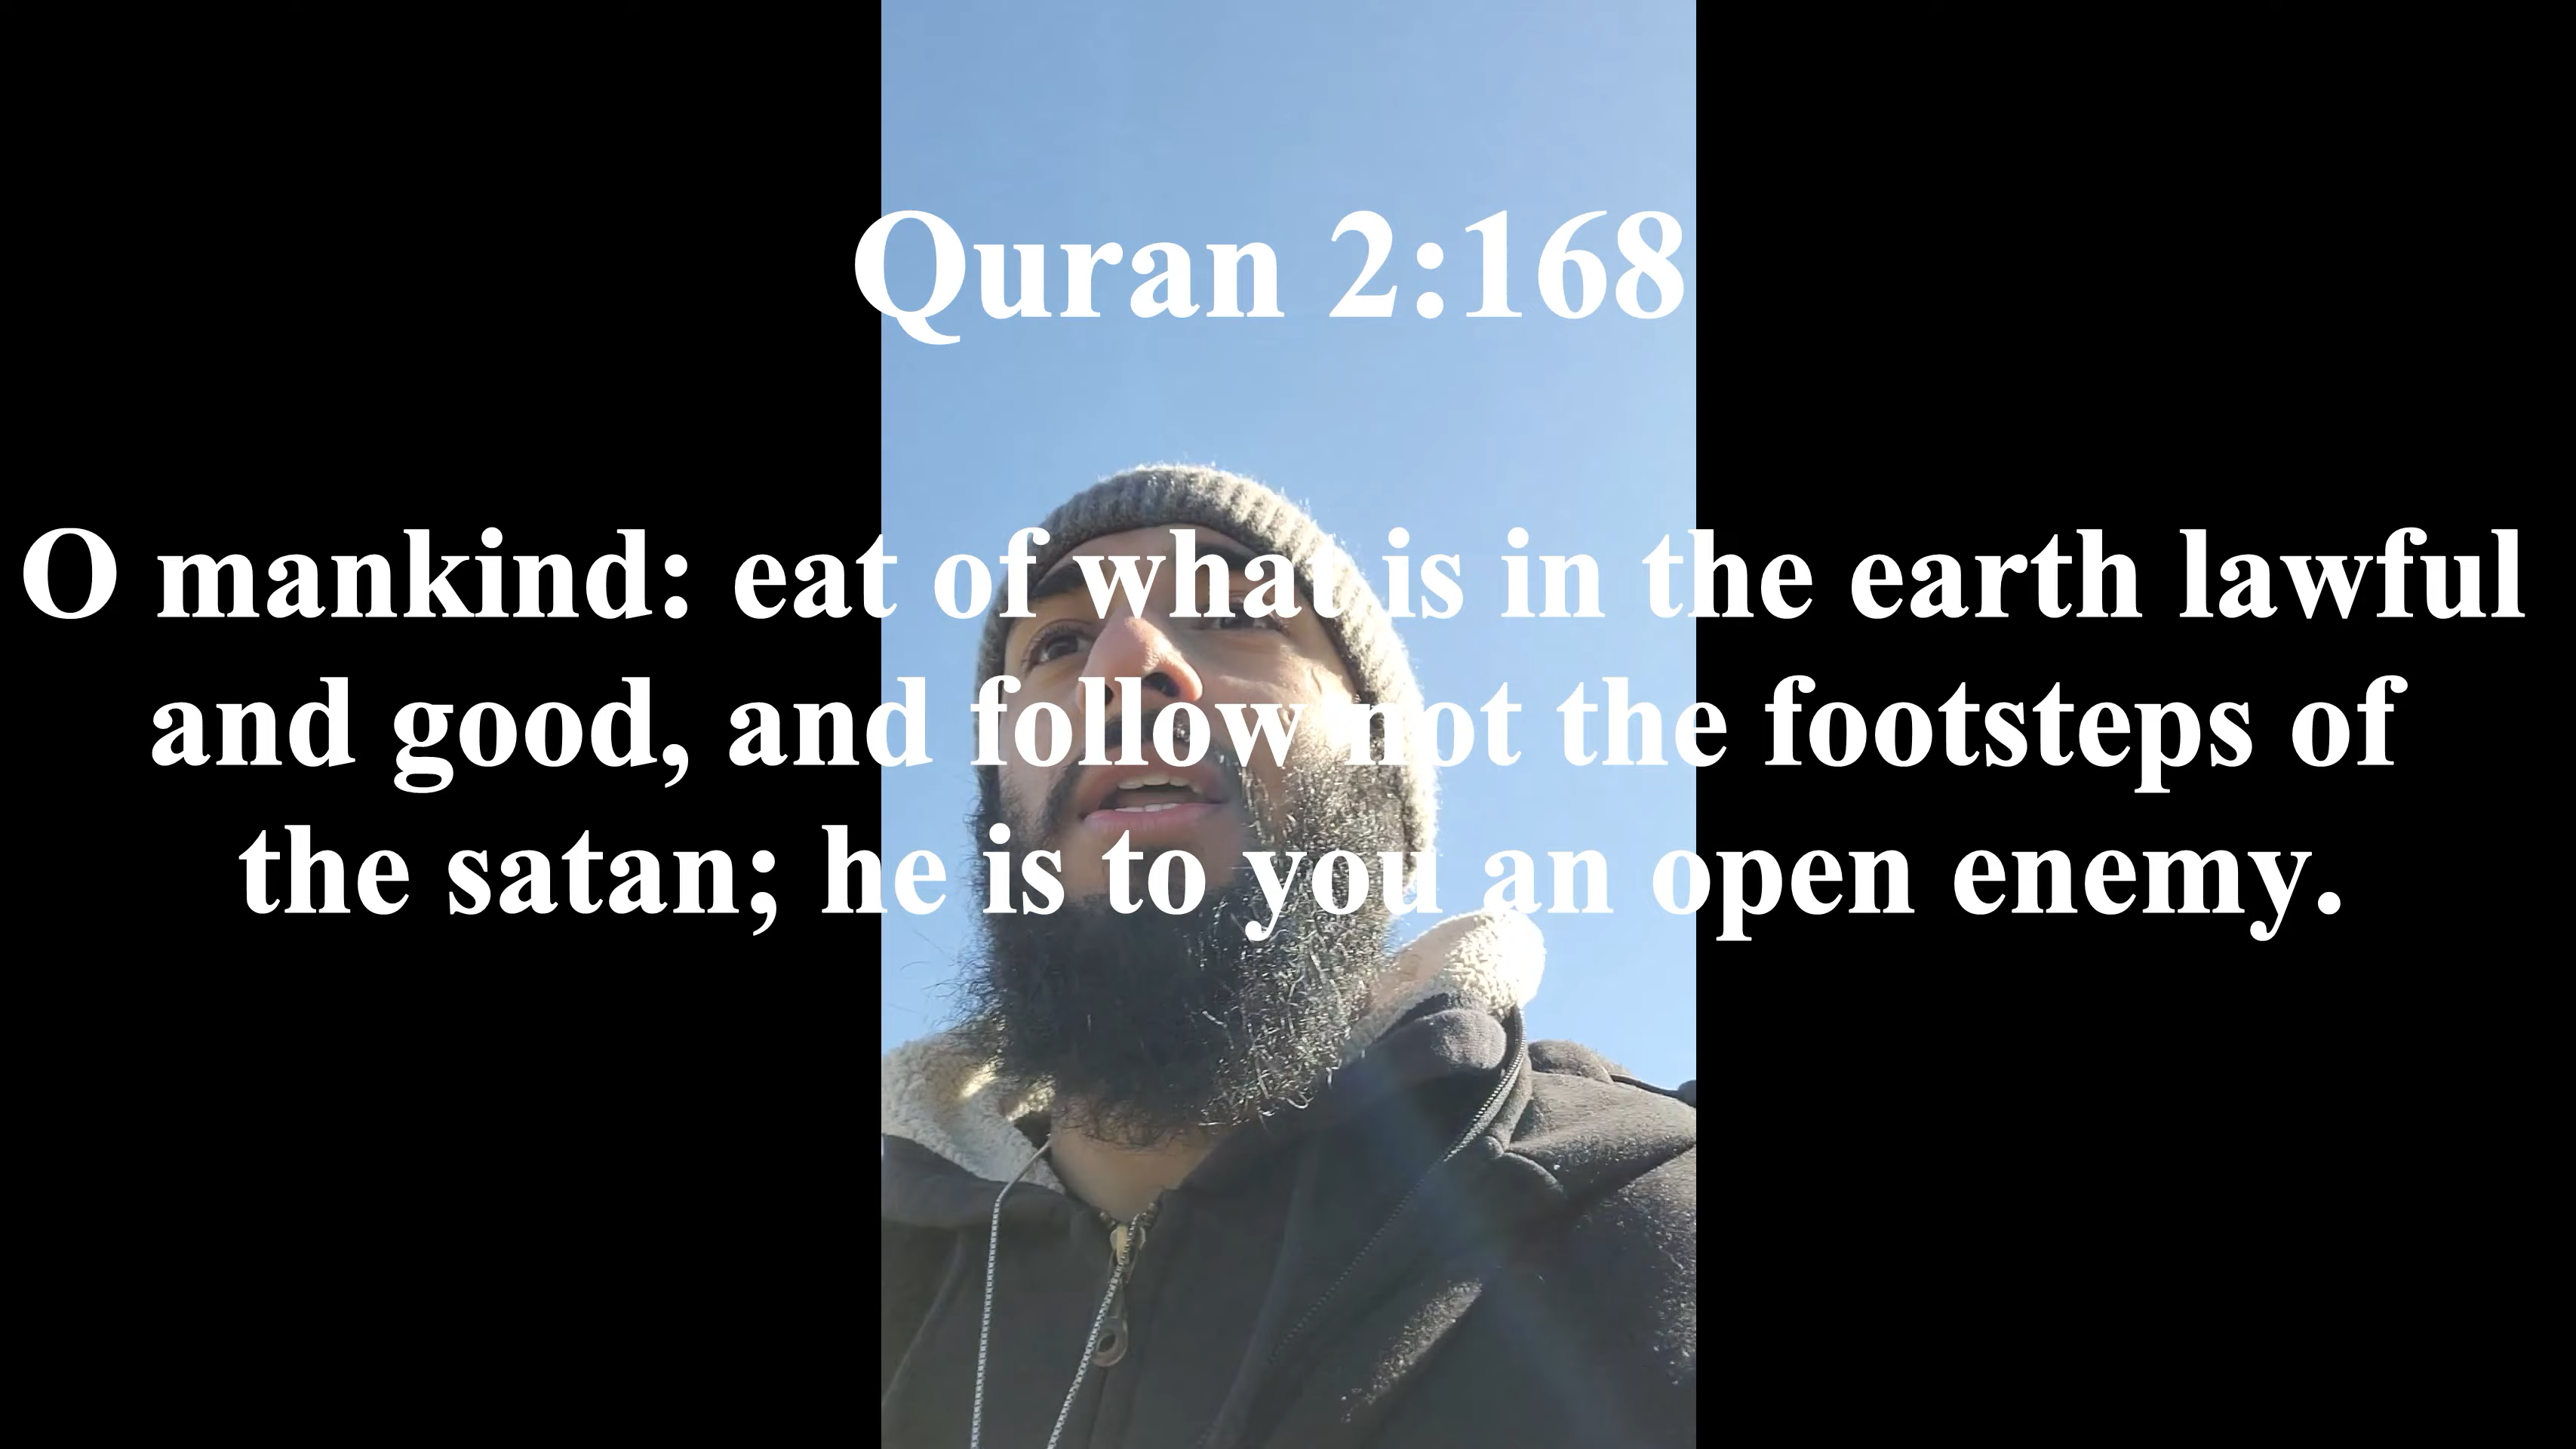 Quran 2:168
O mankind: eat of what is in the earth lawful
and good, and follow not the footsteps of
the satan; he is to you an open enemy.